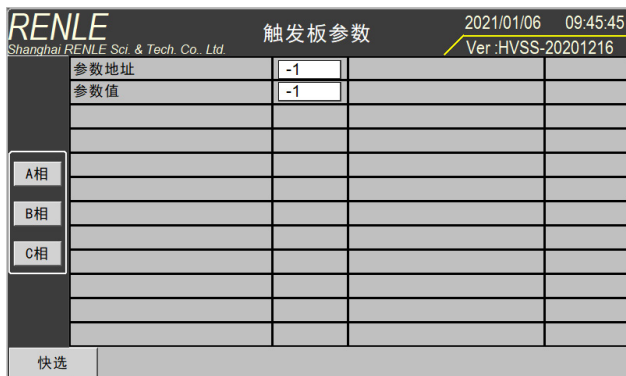 RENLE
Shanghai RENLE Sci. & Tech. Co.. Ltd.
触发板参数
2021/01/06 09:45:45
Ver :HVSS-20201216
参数地址 -1
参数值 -1
A相
B相
C相
快选